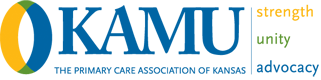 KAMU
THE PRIMARY CARE ASSOCIATION OF KANSAS
strength
unity
advocacy